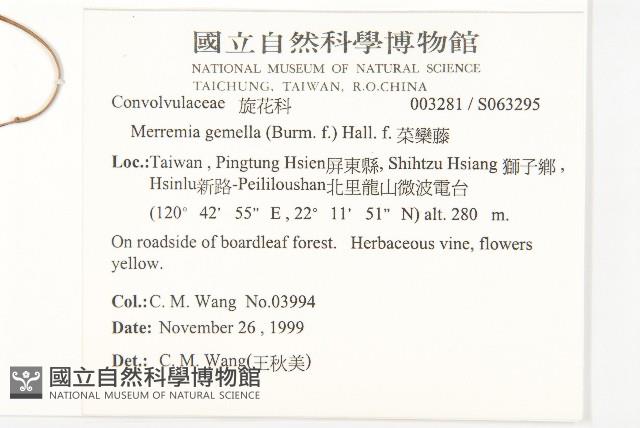 國立自然科學博物館
NATIONAL MUSEUM OF NATURAL SCIENCE
TAICHUNG, TAIWAN, R.O.CHINA
Convolvulaceae 旋花科 003281 / S063295
Merremia gemella (Burm. f.) Hall. f. 菜欒藤
Loc.:Taiwan , Pingtung Hsien屏東縣, Shihtzu Hsiang 獅子鄉 ,
Hsinlu新路-Peililoushan北里龍山微波電台
(120° 42' 55" E , 22° 11' 51" N) alt. 280 m.
On roadside of boardleaf forest. Herbaceous vine, flowers
yellow.
Col.: C. M. Wang No.03994
Date: November 26 , 1999
Det.: C. M. Wang(王秋美)
國立自然科學博物館
NATIONAL MUSEUM OF NATURAL SCIENCE